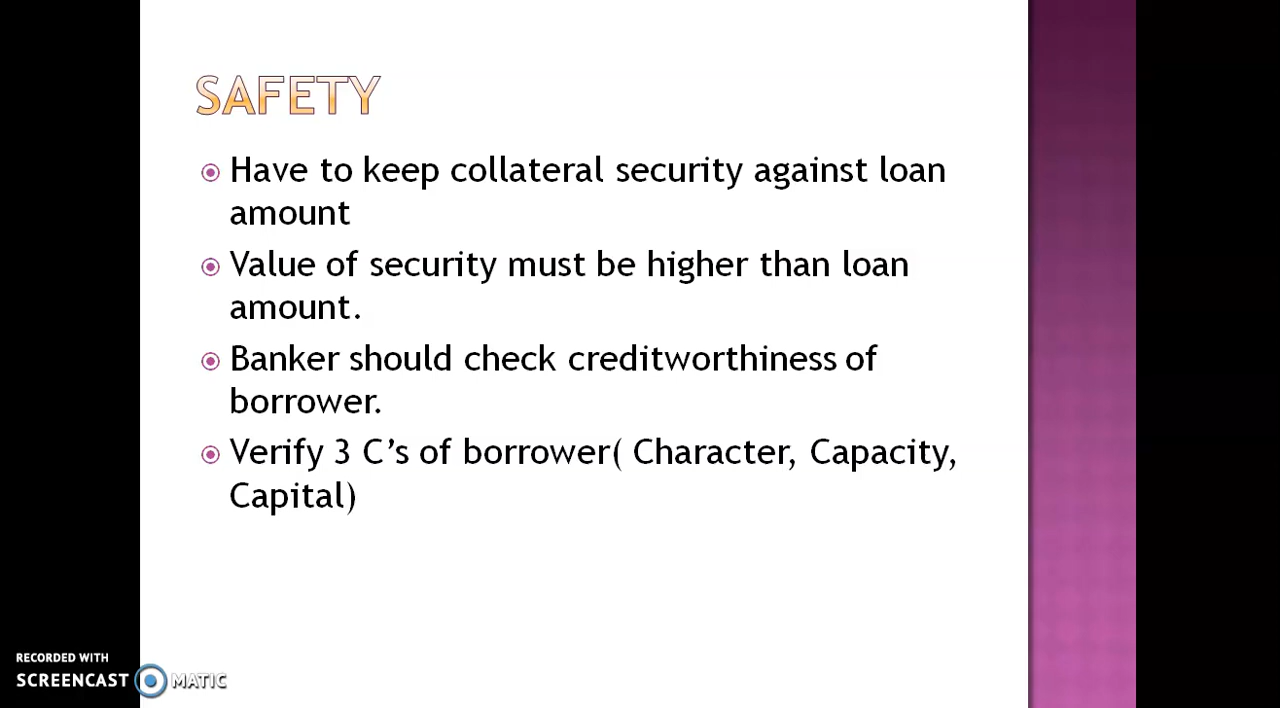 SAFETY
Have to keep collateral security against loan
amount
Value of security must be higher than loan
amount.
Banker should check creditworthiness of
borrower.
Verify 3 C’s of borrower( Character, Capacity,
Capital)
RECORDED WITH
SCREENCAST MATIC